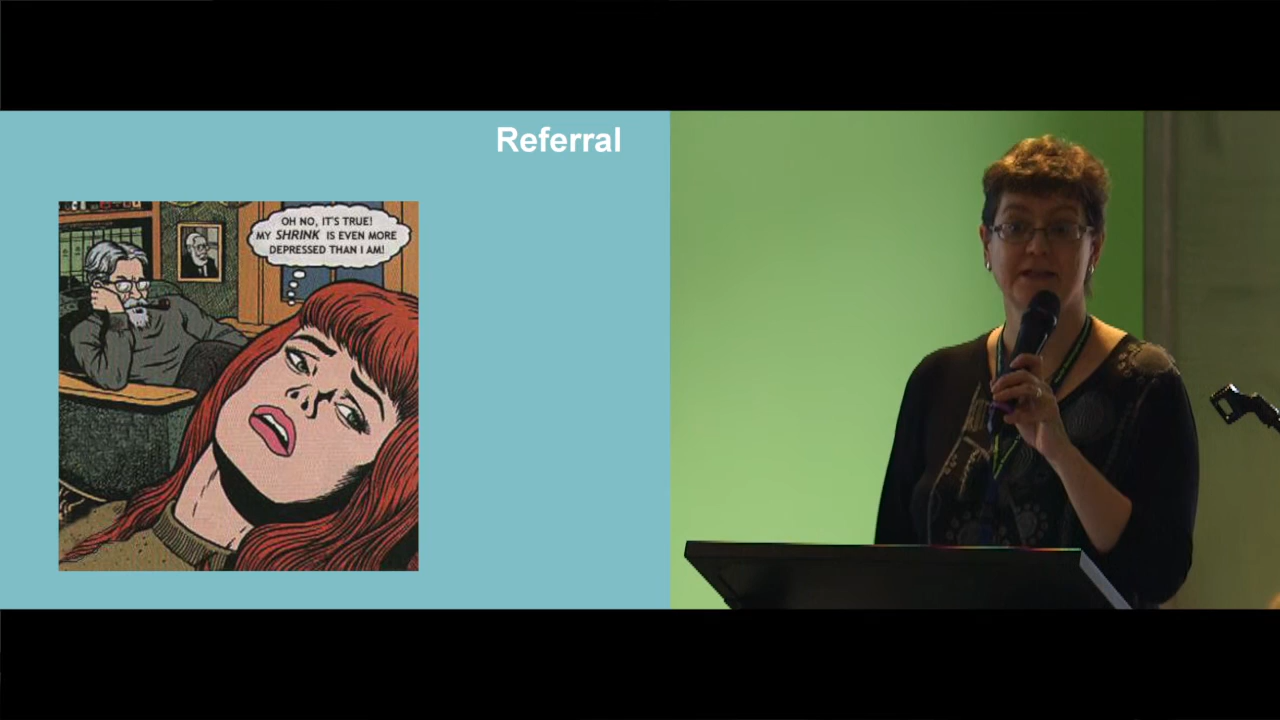 Referral
OH NO, IT'S TRUE!
MY SHRINK IS EVEN MORE
DEPRESSED THAN I AM!